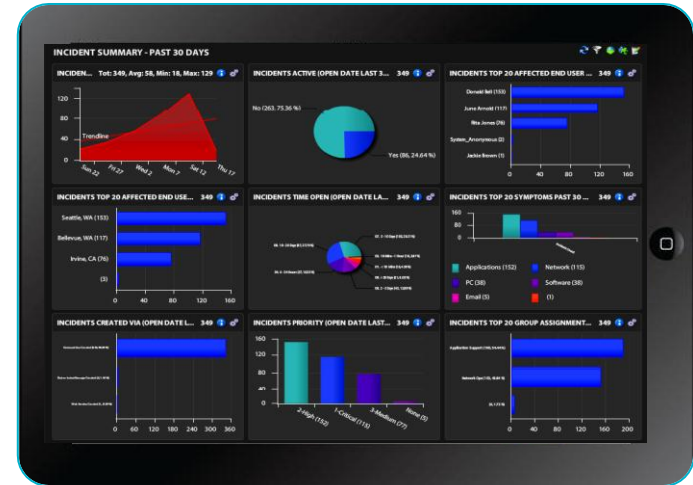 INCIDENT SUMMARY - PAST 30 DAYS
INCIDEN... Tot: 349, Avg: 58, Min: 18, Max: 129
120
80
40
0
Trendline
Sun 22
Fri 27
Wed 2
Mon 7
Sat 12
Thu 17
INCIDENTS ACTIVE (OPEN DATE LAST 3... 349
No (263, 75.36 %)
Yes (86, 24.64 %)
INCIDENTS TOP 20 AFFECTED END USER ... 349
Donald Bell (153)
June Arnold (117)
Rita Jones (76)
System_Anonymous (2)
Jackie Brown (1)
0 40 80 120 160
INCIDENTS TOP 20 AFFECTED END USE... 349
Seattle, WA (153)
Bellevue, WA (117)
Irvine, CA (76)
(3)
0 40 80 120 160
INCIDENTS TIME OPEN (OPEN DATE LA... 349
INCIDENTS TOP 20 SYMPTOMS PAST 30 ... 349
160
80
0
Applications (152) Network (115)
PC (38) Software (38)
Email (5) (1)
INCIDENTS CREATED VIA (OPEN DATE L... 349
0 60 120 180 240 300 360
INCIDENTS PRIORITY (OPEN DATE LAST... 349
160
120
80
40
0
2-High (152)
1-Critical (115)
3-Medium (77)
None (5)
INCIDENTS TOP 20 GROUP ASSIGNMENT... 349
0 40 80 120 160 200